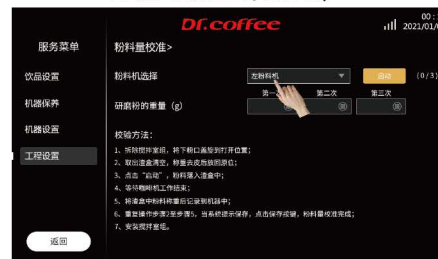 Dr.coffee
00:
2021/01/
服务菜单
粉料量校准>
饮品设置
粉料机选择
左粉料机
启动
(0/3)
第一
第二次
第三次
机器保养
研磨粉的重量（g）
机器设置
校验方法：
工程设置
1、拆除搅拌室组，将下粉口盖旋到打开位置；
2、取出渣盒清空，称重去皮后放回原位；
3、点击“启动”，粉料落入渣盒中；
4、等待咖啡机工作结束；
5、将渣盒中粉料称重后记录到机器中；
6、重复操作步骤2至步骤5，当系统提示保存，点击保存按键，粉料量校准完成；
7、安装搅拌室组。
返回